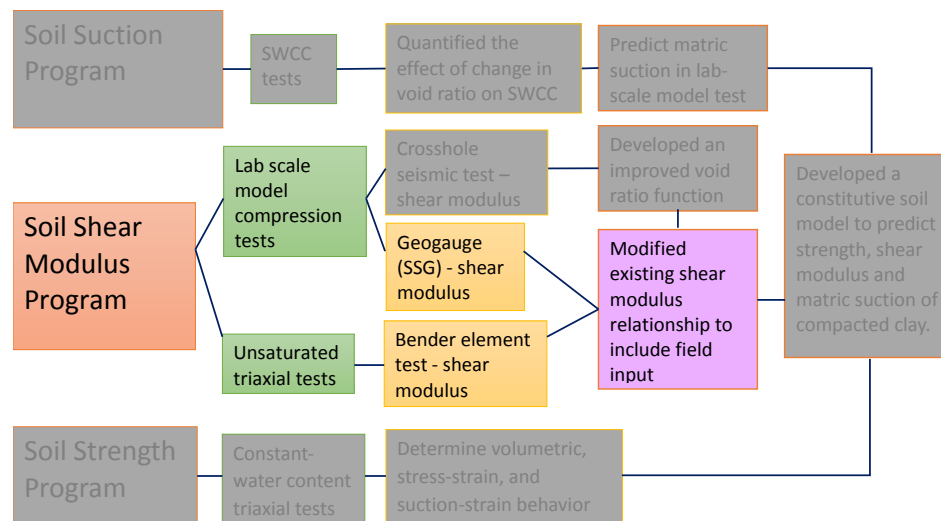 Soil Suction
Program
SWCC
tests
Quantified the
effect of change in
void ratio on SWCC
Predict matric
suction in lab-
scale model test
Soil Shear
Modulus
Program
Lab scale
model
compression
tests
Crosshole
seismic test –
shear modulus
Developed an
improved void
ratio function
Geogauge
(SSG) - shear
modulus
Unsaturated
triaxial tests
Bender element
test - shear
modulus
Modified
existing shear
modulus
relationship to
include field
input
Developed a
constitutive soil
model to predict
strength, shear
modulus and
matric suction of
compacted clay.
Soil Strength
Program
Constant-
water content
triaxial tests
Determine volumetric,
stress-strain, and
suction-strain behavior